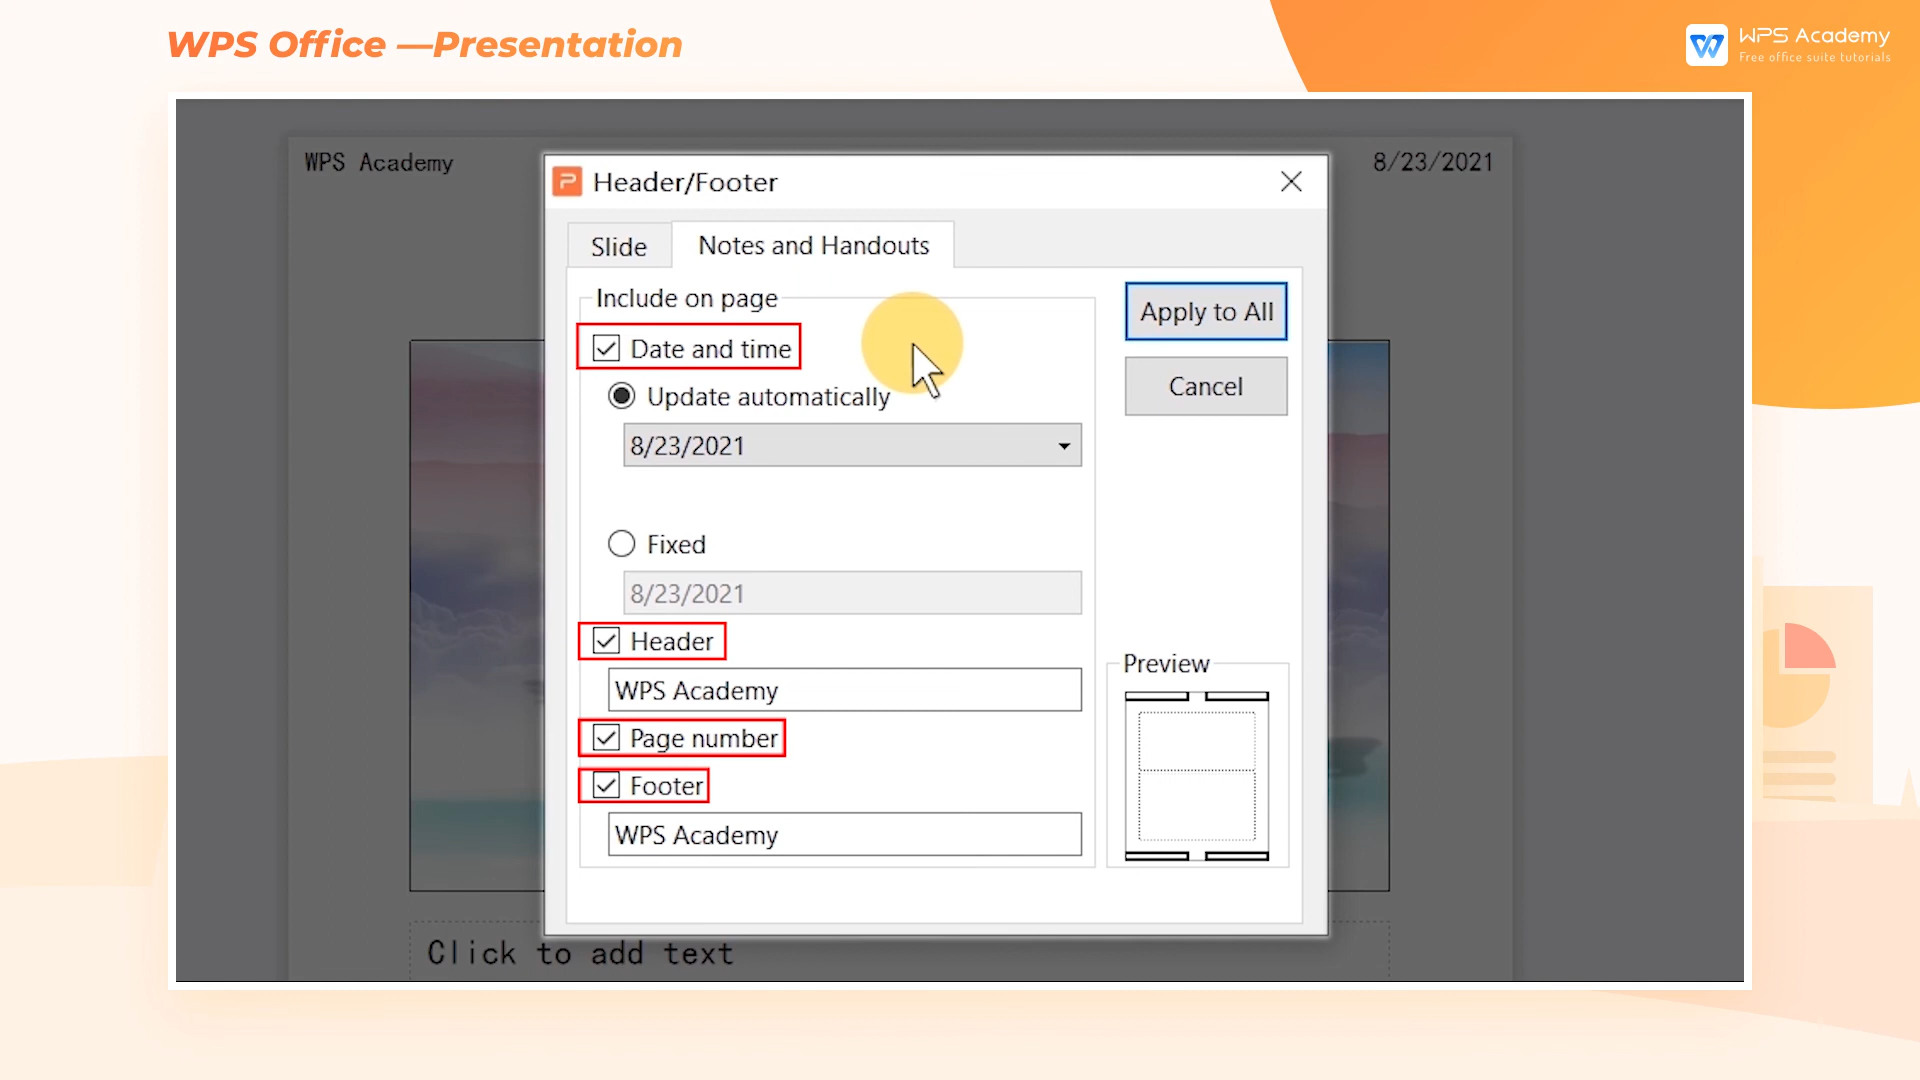 WPS Office —Presentation
WPS Academy
Free office suite tutorials
WPS Academy
8/23/2021
Header/Footer
Slide
Notes and Handouts
Include on page
Date and time
Update automatically
8/23/2021
Fixed
8/23/2021
Header
WPS Academy
Page number
Footer
WPS Academy
Apply to All
Cancel
Preview
Click to add text